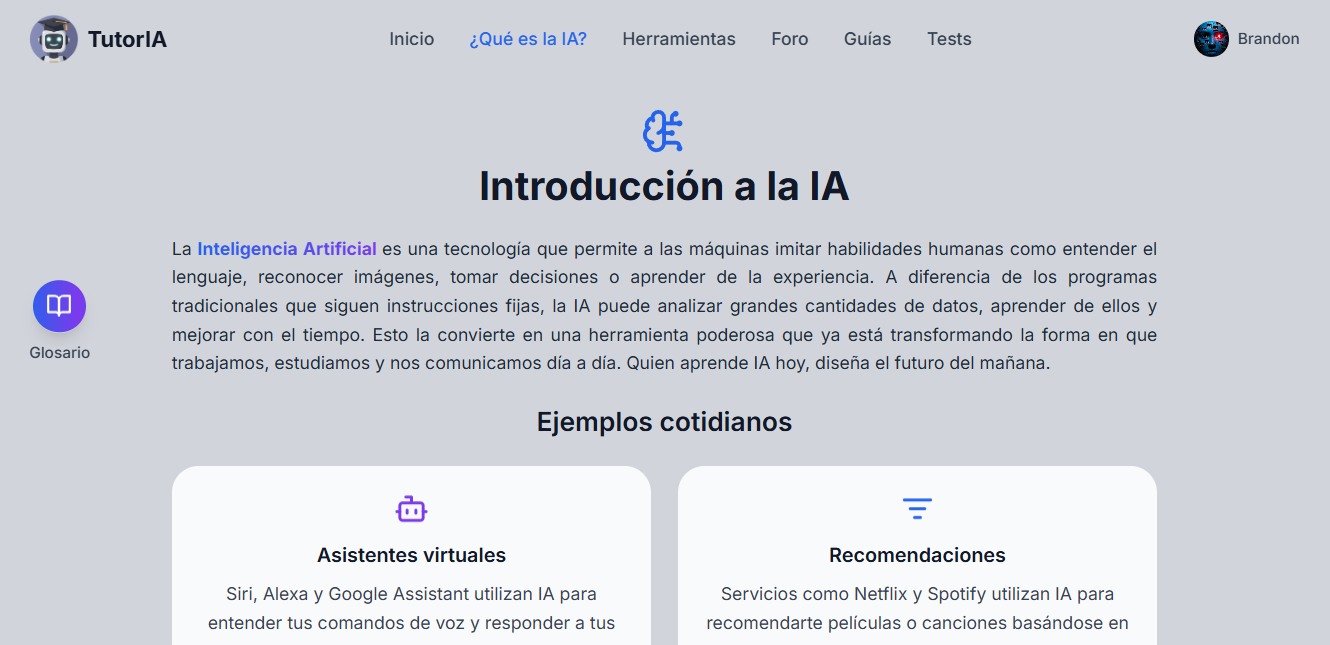 TutorIA
Inicio
¿Qué es la IA?
Herramientas
Foro
Guías
Tests
Brandon
Introducción a la IA
La Inteligencia Artificial es una tecnología que permite a las máquinas imitar habilidades humanas como entender el
lenguaje, reconocer imágenes, tomar decisiones o aprender de la experiencia. A diferencia de los programas
tradicionales que siguen instrucciones fijas, la IA puede analizar grandes cantidades de datos, aprender de ellos y
mejorar con el tiempo. Esto la convierte en una herramienta poderosa que ya está transformando la forma en que
trabajamos, estudiamos y nos comunicamos día a día. Quien aprende IA hoy, diseña el futuro del mañana.
Glosario
Ejemplos cotidianos
Asistentes virtuales
Siri, Alexa y Google Assistant utilizan IA para
entender tus comandos de voz y responder a tus
Recomendaciones
Servicios como Netflix y Spotify utilizan IA para
recomendarte películas o canciones basándose en